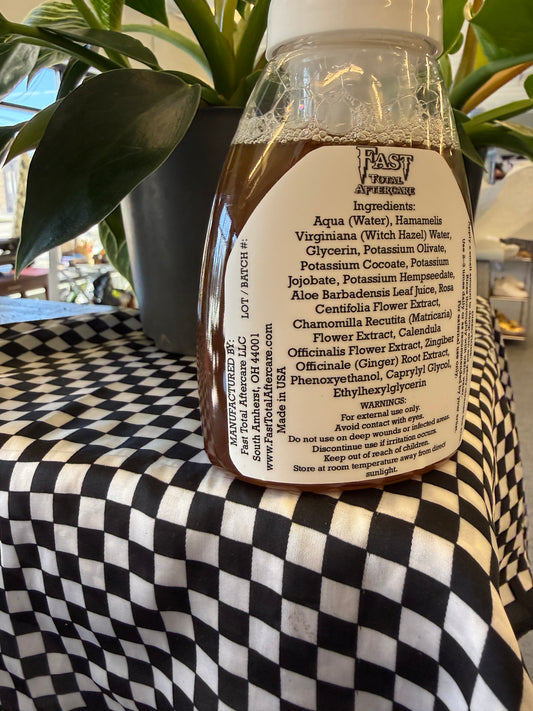 FAST
TOTAL
AFTERCARE
Ingredients:
Aqua (Water), Hamamelis
Virginiana (Witch Hazel) Water,
Glycerin, Potassium Olivate,
Potassium Cocoate, Potassium
Jojobate, Potassium Hempseedate,
Aloe Barbadensis Leaf Juice, Rosa
Centifolia Flower Extract,
Chamomilla Recutita (Matricaria)
Flower Extract, Calendula
Officinalis Flower Extract, Zingiber
Officinale (Ginger) Root Extract,
Phenoxyethanol, Caprylyl Glycol,
Ethylhexylglycerin
WARNINGS:
For external use only.
Avoid contact with eyes.
Do not use on deep wounds or infected areas.
Discontinue use if irritation occurs.
Keep out of reach of children.
Store at room temperature away from direct
sunlight.
MANUFACTURED BY: LOT / BATCH #:
Fast Total Aftercare LLC
South Amherst, OH 44001
www.FastTotalAftercare.com
Made in USA